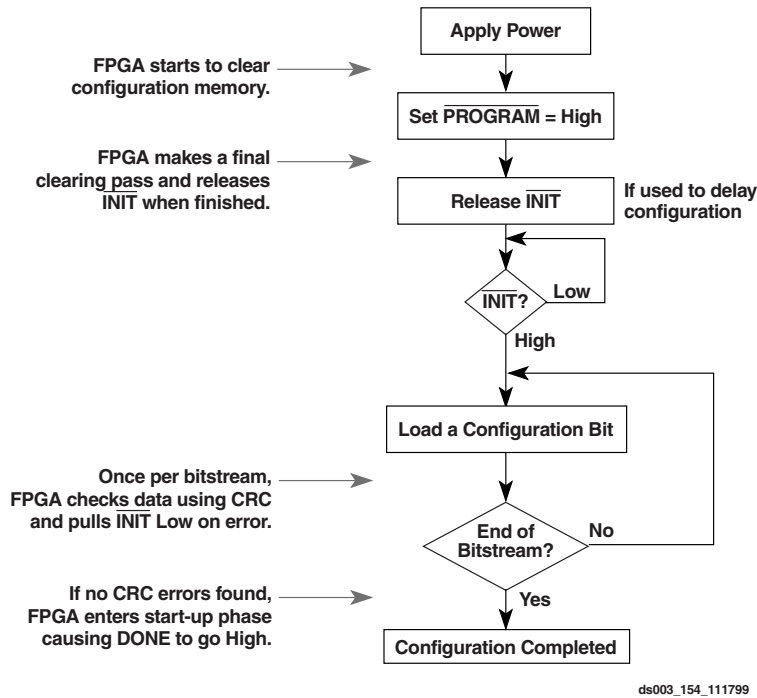 Apply Power
FPGA starts to clear
configuration memory.
Set PROGRAM = High
FPGA makes a final
clearing pass and releases
INIT when finished.
Release INIT
If used to delay
configuration
INIT?
Low
High
Load a Configuration Bit
Once per bitstream,
FPGA checks data using CRC
and pulls INIT Low on error.
End of
Bitstream?
No
Yes
If no CRC errors found,
FPGA enters start-up phase
causing DONE to go High.
Configuration Completed
ds003_154_111799